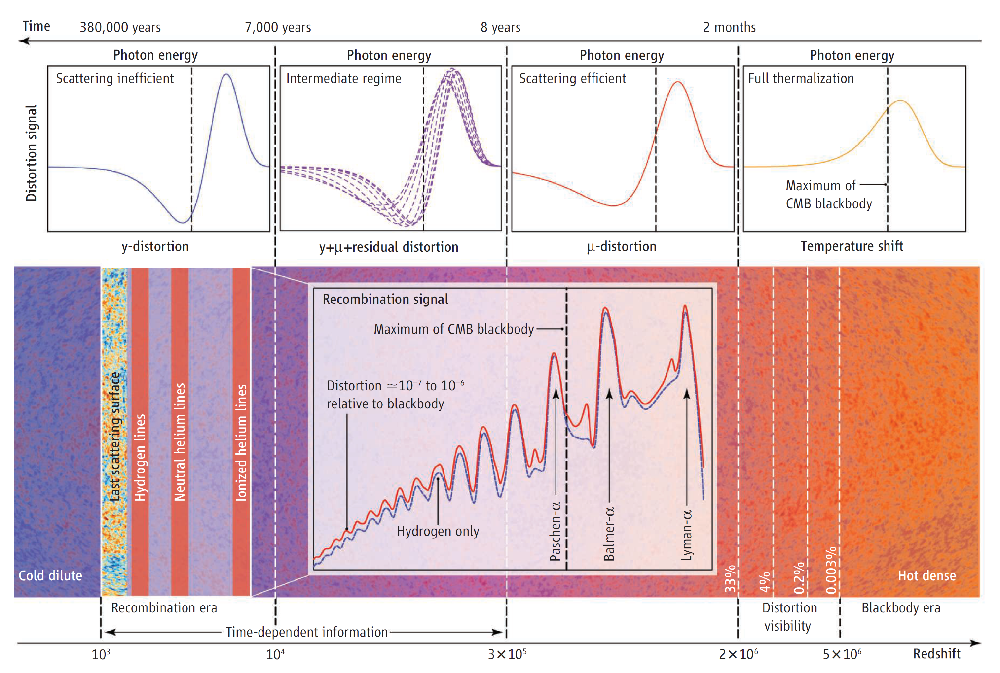 Time
380,000 years
7,000 years
8 years
2 months
Photon energy
Photon energy
Photon energy
Photon energy
Distortion signal
Scattering inefficient
Intermediate regime
Scattering efficient
Full thermalization
Maximum of
CMB blackbody
y-distortion
y+μ+residual distortion
μ-distortion
Temperature shift
Last scattering surface
Hydrogen lines
Neutral helium lines
Ionized helium lines
Recombination signal
Maximum of CMB blackbody
Distortion ≃10⁻⁷ to 10⁻⁶
relative to blackbody
Hydrogen only
Paschen-α
Balmer-α
Lyman-α
33%
4%
0.2%
0.003%
Cold dilute
Hot dense
Recombination era
Distortion
visibility
Blackbody era
Time-dependent information
10³
10⁴
3×10⁵
2×10⁶
5×10⁶
Redshift